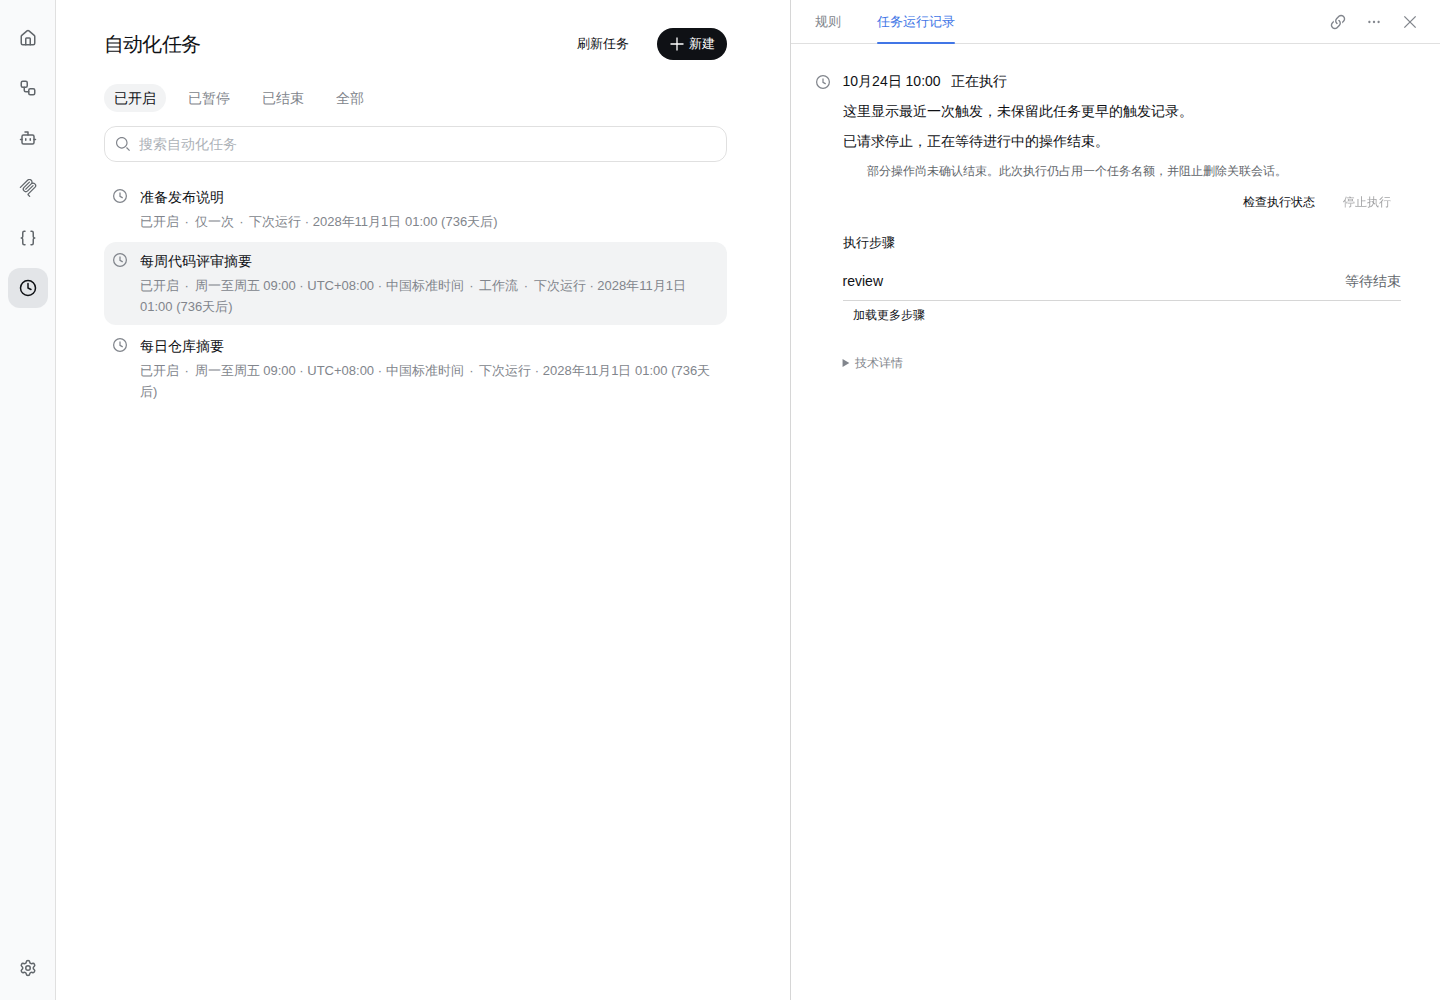 自动化任务
刷新任务
新建
已开启
已暂停
已结束
全部
搜索自动化任务
准备发布说明
已开启 · 仅一次 · 下次运行 · 2028年11月1日 01:00 (736天后)
每周代码评审摘要
已开启 · 周一至周五 09:00 · UTC+08:00 · 中国标准时间 · 工作流 · 下次运行 · 2028年11月1日
01:00 (736天后)
每日仓库摘要
已开启 · 周一至周五 09:00 · UTC+08:00 · 中国标准时间 · 下次运行 · 2028年11月1日 01:00 (736天
后)
规则
任务运行记录
10月24日 10:00 正在执行
这里显示最近一次触发，未保留此任务更早的触发记录。
已请求停止，正在等待进行中的操作结束。
部分操作尚未确认结束。此次执行仍占用一个任务名额，并阻止删除关联会话。
检查执行状态
停止执行
执行步骤
review
等待结束
加载更多步骤
技术详情